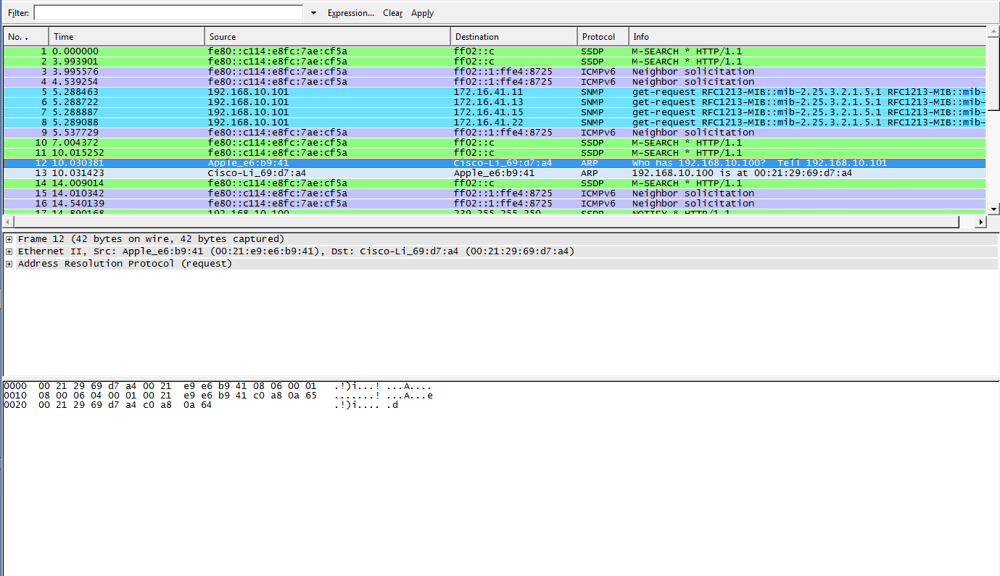 Filter: Expression... Clear Apply
No. . Time Source Destination Protocol Info
1 0.000000 fe80::c114:e8fc:7ae:cf5a ff02::c SSDP M-SEARCH * HTTP/1.1
2 3.993901 fe80::c114:e8fc:7ae:cf5a ff02::c SSDP M-SEARCH * HTTP/1.1
3 3.995576 fe80::c114:e8fc:7ae:cf5a ff02::1:ffe4:8725 ICMPv6 Neighbor solicitation
4 4.539254 fe80::c114:e8fc:7ae:cf5a ff02::1:ffe4:8725 ICMPv6 Neighbor solicitation
5 5.288463 192.168.10.101 172.16.41.11 SNMP get-request RFC1213-MIB::mib-2.25.3.2.1.5.1 RFC1213-MIB::mib-
6 5.288722 192.168.10.101 172.16.41.13 SNMP get-request RFC1213-MIB::mib-2.25.3.2.1.5.1 RFC1213-MIB::mib-
7 5.288887 192.168.10.101 172.16.41.15 SNMP get-request RFC1213-MIB::mib-2.25.3.2.1.5.1 RFC1213-MIB::mib-
8 5.289088 192.168.10.101 172.16.41.22 SNMP get-request RFC1213-MIB::mib-2.25.3.2.1.5.1 RFC1213-MIB::mib-
9 5.537729 fe80::c114:e8fc:7ae:cf5a ff02::1:ffe4:8725 ICMPv6 Neighbor solicitation
10 7.004372 fe80::c114:e8fc:7ae:cf5a ff02::c SSDP M-SEARCH * HTTP/1.1
11 10.015252 fe80::c114:e8fc:7ae:cf5a ff02::c SSDP M-SEARCH * HTTP/1.1
12 10.030381 Apple_e6:b9:41 Cisco-Li_69:d7:a4 ARP Who has 192.168.10.100? Tell 192.168.10.101
13 10.031423 Cisco-Li_69:d7:a4 Apple_e6:b9:41 ARP 192.168.10.100 is at 00:21:29:69:d7:a4
14 14.009014 fe80::c114:e8fc:7ae:cf5a ff02::c SSDP M-SEARCH * HTTP/1.1
15 14.010342 fe80::c114:e8fc:7ae:cf5a ff02::1:ffe4:8725 ICMPv6 Neighbor solicitation
16 14.540139 fe80::c114:e8fc:7ae:cf5a ff02::1:ffe4:8725 ICMPv6 Neighbor solicitation
17 14.890168 192.168.10.100 239.255.255.250 SSDP NOTIFY * HTTP/1.1
Frame 12 (42 bytes on wire, 42 bytes captured)
Ethernet II, Src: Apple_e6:b9:41 (00:21:e9:e6:b9:41), Dst: Cisco-Li_69:d7:a4 (00:21:29:69:d7:a4)
Address Resolution Protocol (request)
0000 00 21 29 69 d7 a4 00 21 e9 e6 b9 41 08 06 00 01 .!)i...! ...A....
0010 08 00 06 04 00 01 00 21 e9 e6 b9 41 c0 a8 0a 65 .......! ...A...e
0020 00 21 29 69 d7 a4 c0 a8 0a 64 .!)i.... .d